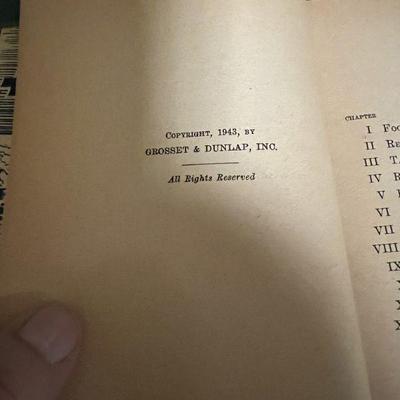 COPYRIGHT, 1943, BY
GROSSET & DUNLAP, INC.
All Rights Reserved
CHAPTER
I
II
III
IV
V
VI
VII
VIII
IX